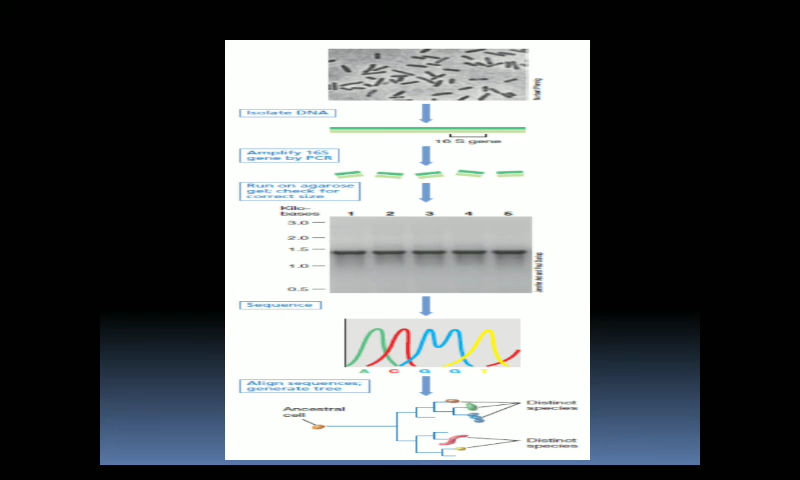 Isolate DNA
16 S gene
Amplify 16S
gene by PCR
Run on agarose
gel; check for
correct size
Kilo-
bases
1 2 3 4 5
3.0
2.0
1.5
1.0
0.5
Sequence
A C G G T
Align sequences;
generate tree
Ancestral
cell
Distinct
species
Distinct
species